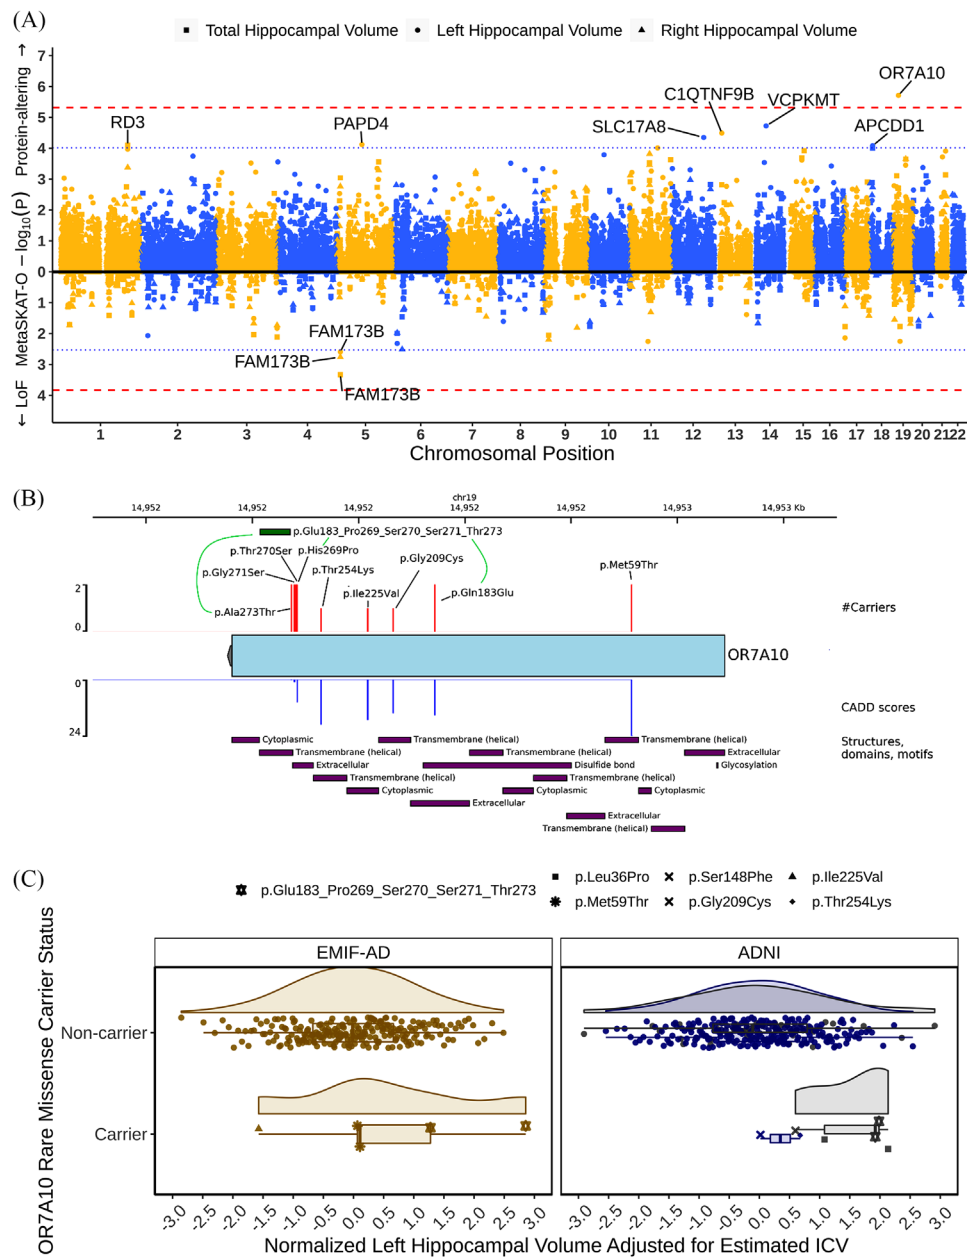 (A)
Total Hippocampal Volume Left Hippocampal Volume Right Hippocampal Volume
← LoF MetaSKAT-O – log10(P) Protein-altering →
7
6
5
4
3
2
1
0
1
2
3
4
OR7A10
C1QTNF9B
VCPKMT
RD3
PAPD4
SLC17A8
APCDD1
FAM173B
FAM173B
FAM173B
1 2 3 4 5 6 7 8 9 10 11 12 13 14 15 16 17 18 19 20 21 22
Chromosomal Position
(B)
chr19
14,952 14,952 14,952 14,952 14,952 14,953 14,953 Kb
p.Glu183_Pro269_Ser270_Ser271_Thr273
p.Thr270Ser p.His269Pro
p.Gly271Ser p.Thr254Lys p.Gly209Cys p.Met59Thr
p.Ile225Val p.Gln183Glu
p.Ala273Thr
2
0
#Carriers
OR7A10
0
24
CADD scores
Structures,
domains, motifs
Cytoplasmic Transmembrane (helical) Transmembrane (helical)
Transmembrane (helical) Transmembrane (helical) Extracellular
Extracellular Disulfide bond Glycosylation
Transmembrane (helical) Transmembrane (helical)
Cytoplasmic Cytoplasmic Cytoplasmic
Extracellular
Extracellular
Transmembrane (helical)
(C)
p.Glu183_Pro269_Ser270_Ser271_Thr273
p.Leu36Pro p.Ser148Phe p.Ile225Val
p.Met59Thr p.Gly209Cys p.Thr254Lys
OR7A10 Rare Missense Carrier Status
EMIF-AD ADNI
Non-carrier
Carrier
-3.0 -2.5 -2.0 -1.5 -1.0 -0.5 0.0 0.5 1.0 1.5 2.0 2.5 3.0 -3.0 -2.5 -2.0 -1.5 -1.0 -0.5 0.0 0.5 1.0 1.5 2.0 2.5 3.0
Normalized Left Hippocampal Volume Adjusted for Estimated ICV